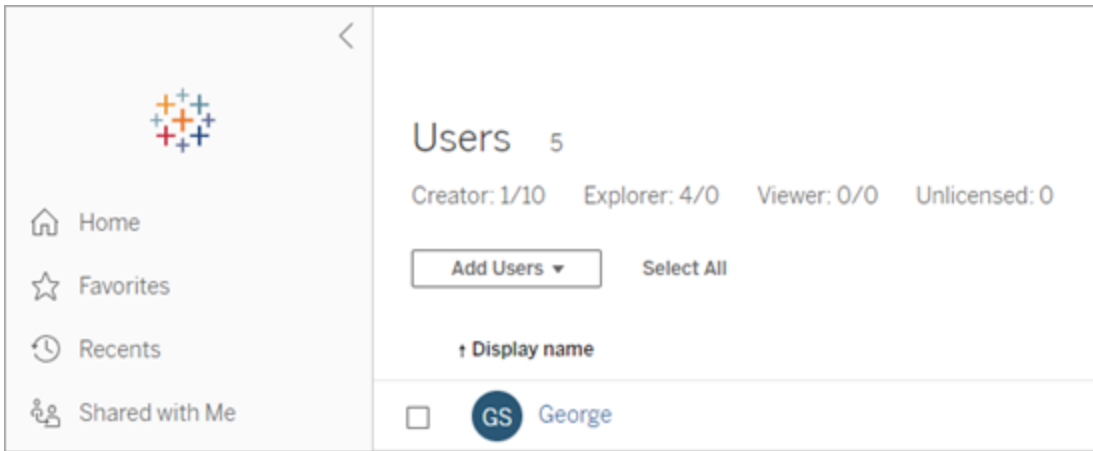 Users 5
Creator: 1/10 Explorer: 4/0 Viewer: 0/0 Unlicensed: 0
Home
Favorites
Recents
Shared with Me
Add Users Select All
Display name
GS George